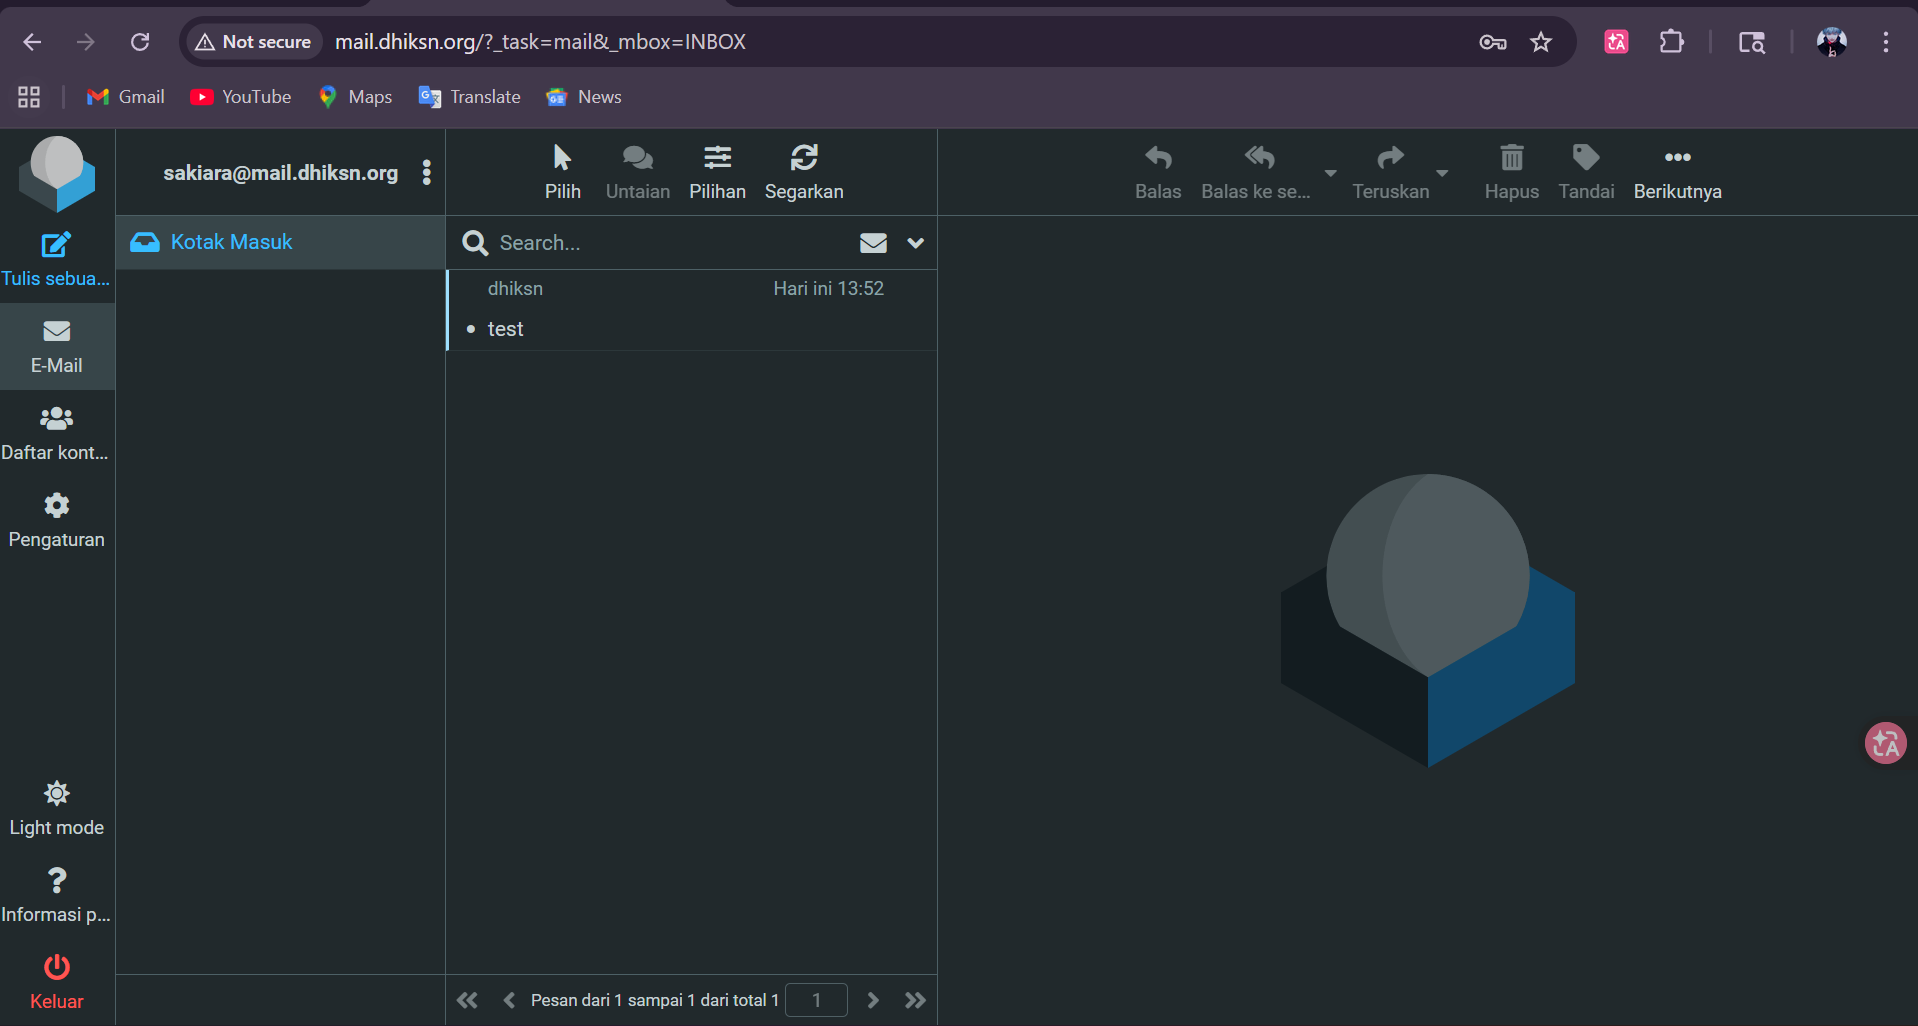 Not secure
mail.dhiksn.org/?_task=mail&_mbox=INBOX
Gmail
YouTube
Maps
Translate
News
sakiara@mail.dhiksn.org
Pilih
Untaian
Pilihan
Segarkan
Balas
Balas ke se...
Teruskan
Hapus
Tandai
Berikutnya
Tulis sebua...
E-Mail
Daftar kont...
Pengaturan
Light mode
Informasi p...
Keluar
Kotak Masuk
Search...
dhiksn
Hari ini 13:52
• test
Pesan dari 1 sampai 1 dari total 1
1